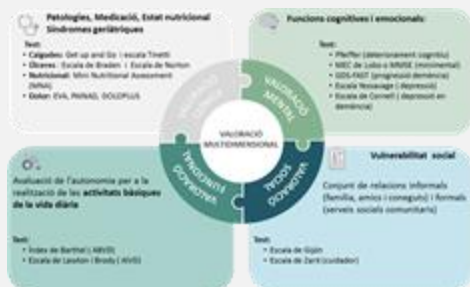 Patologies, Medicació, Estat nutricional
Síndromes geriàtriques
Test:
• Caigudes: Get up and Go i escala Tinetti
• Úlceres: Escala de Braden i Escala de Norton
• Nutricional: Mini Nutritional Assessment
(MNA)
• Dolor: EVA, PAINAD, DOLOPLUS
Funcions cognitives i emocionals:
Test:
• Pfeiffer (deteriorament cognitiu)
• MEC de Lobo o MMSE (minimental)
• GDS-FAST (progressió demència)
• Escala Yessavage (depressió)
• Escala de Cornell (depressió en
demència)
VALORACIÓ
MENTAL
VALORACIÓ
MULTIDIMENSIONAL
VALORACIÓ
FUNCIONAL
VALORACIÓ
SOCIAL
Avaluació de l'autonomia per a la
realització de les activitats bàsiques
de la vida diària
Test:
• Índex de Barthel (ABVD)
• Escala de Lawton i Brody (AIVD)
Vulnerabilitat social
Conjunt de relacions informals
(família, amics i coneguts) i formals
(serveis socials comunitaris)
Test:
• Escala de Gijón
• Escala de Zarit (cuidador)